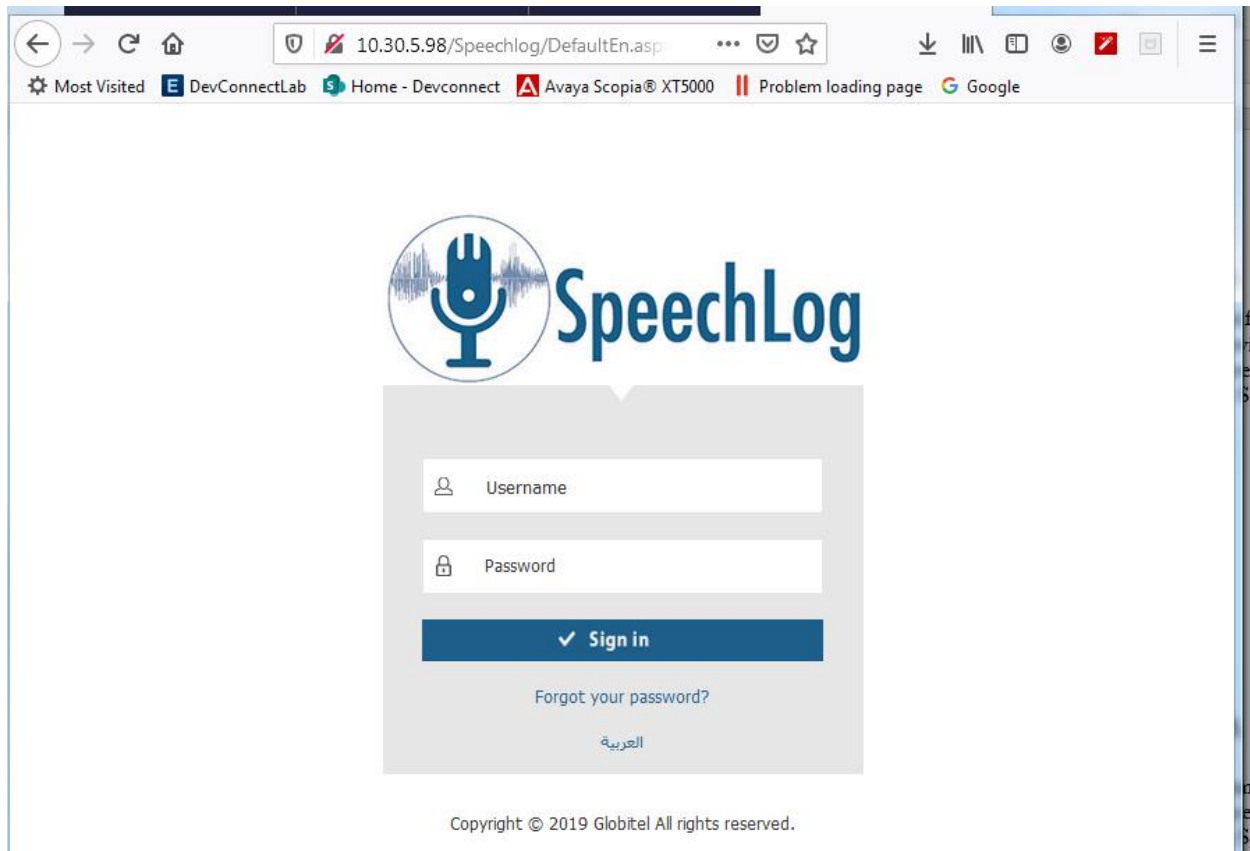 10.30.5.98/Speechlog/DefaultEn.asp
Most Visited DevConnectLab Home - Devconnect Avaya Scopia® XT5000 Problem loading page Google
SpeechLog
Username
Password
Sign in
Forgot your password?
العربية
Copyright © 2019 Globitel All rights reserved.